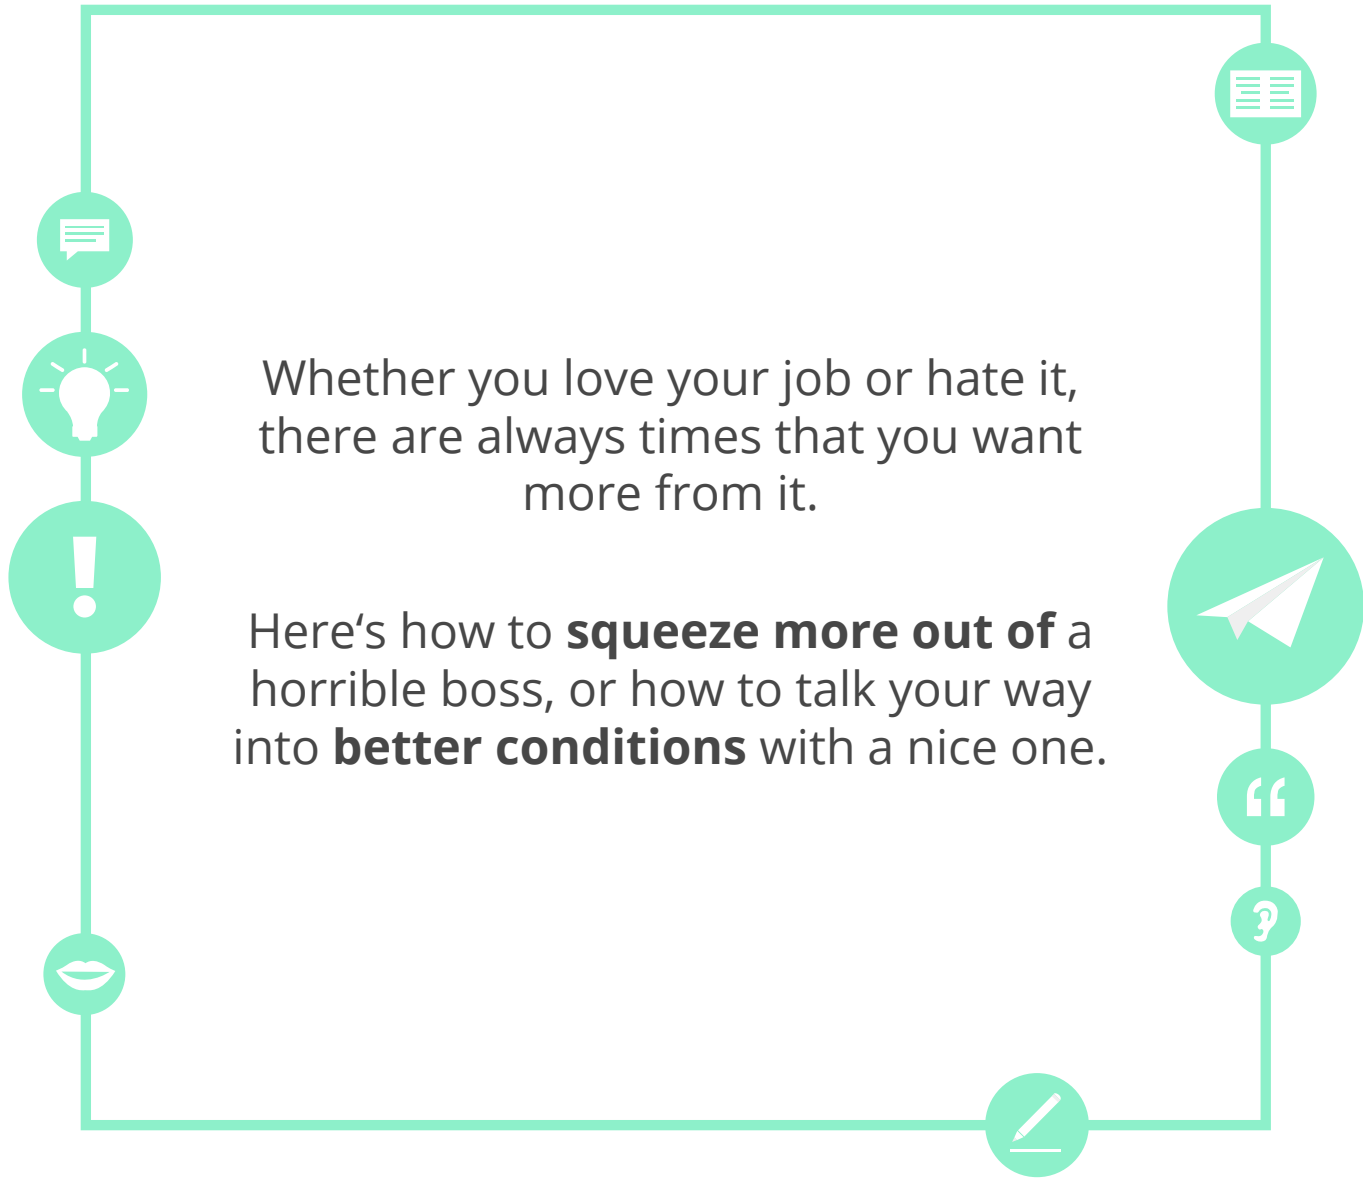 Whether you love your job or hate it,
there are always times that you want
more from it.
Here‘s how to squeeze more out of a
horrible boss, or how to talk your way
into better conditions with a nice one.